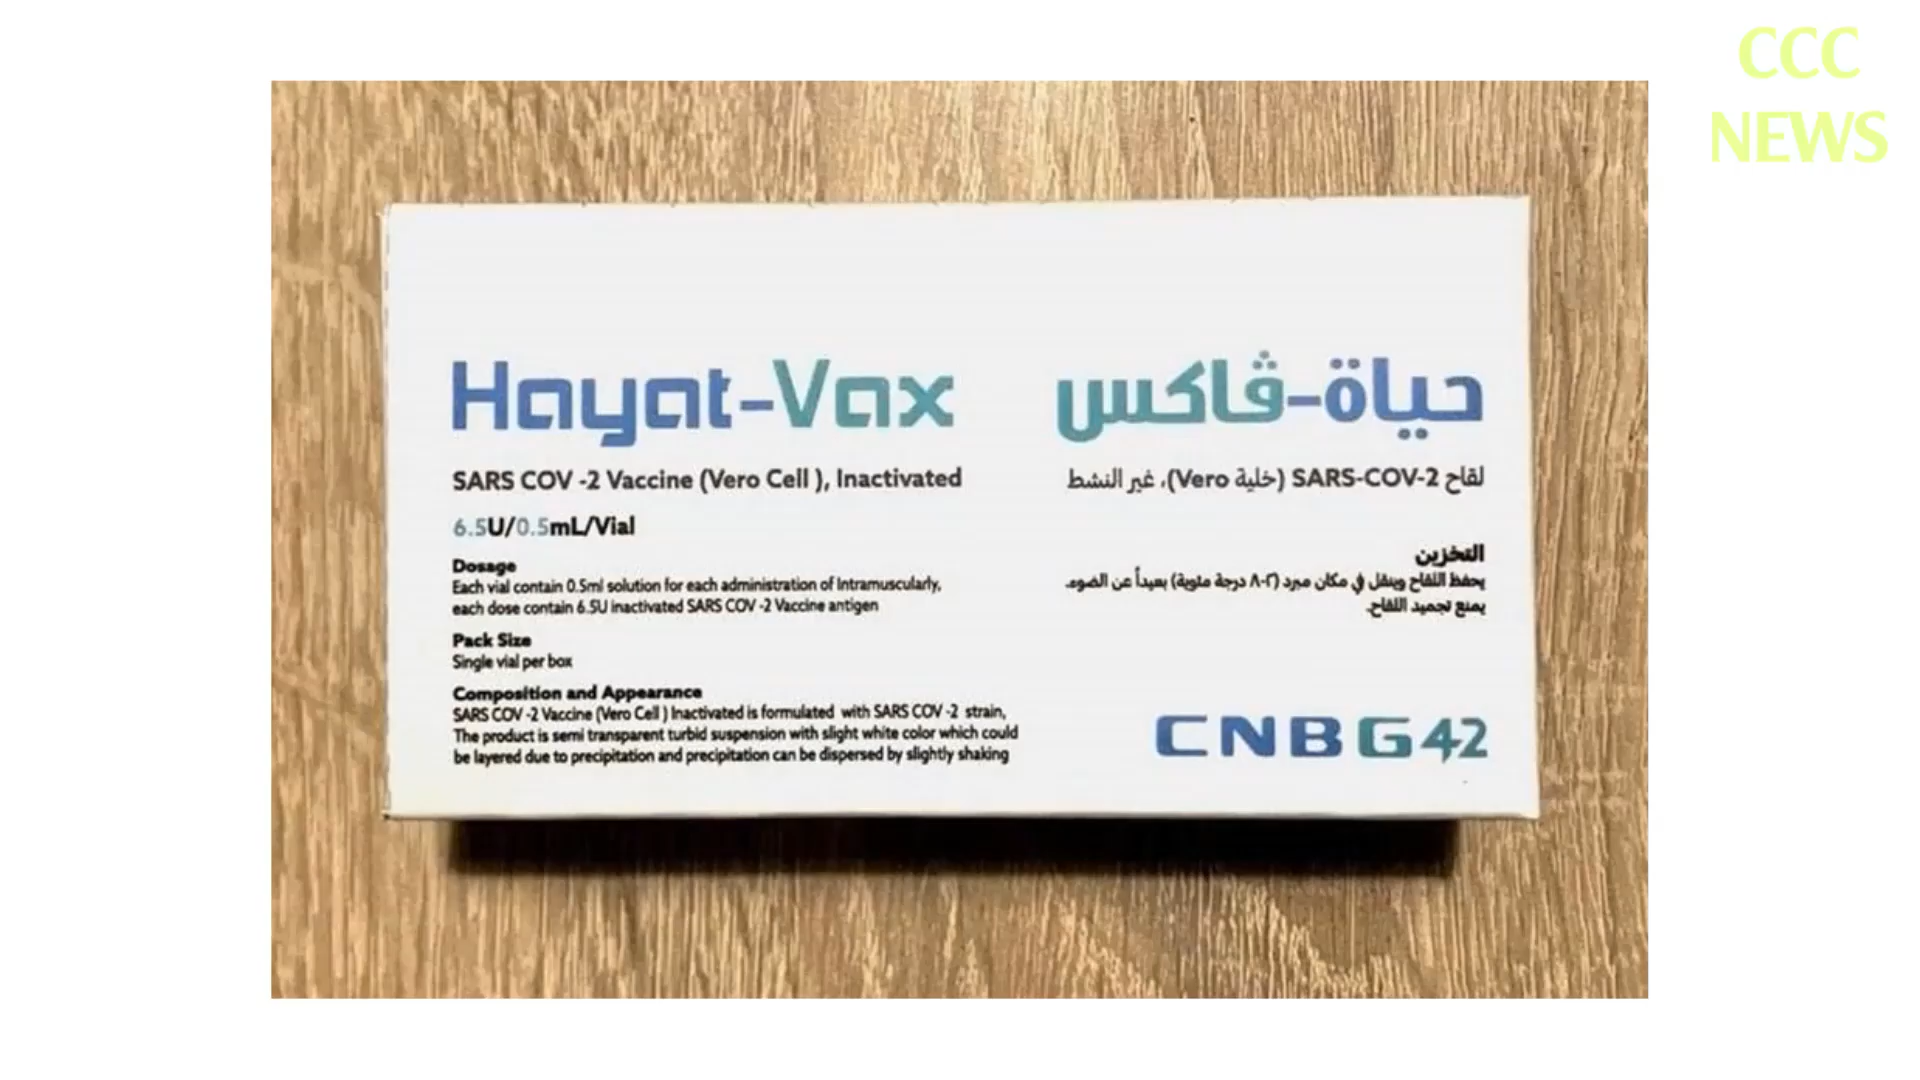 CCC
NEWS
Hayat-Vax
SARS COV -2 Vaccine (Vero Cell ), Inactivated
6.5U/0.5mL/Vial
Dosage
Each vial contain 0.5ml solution for each administration of Intramuscularly,
each dose contain 6.5U inactivated SARS COV -2 Vaccine antigen
Pack Size
Single vial per box
Composition and Appearance
SARS COV -2 Vaccine (Vero Cell ) Inactivated is formulated with SARS COV -2 strain,
The product is semi transparent turbid suspension with slight white color which could
be layered due to precipitation and precipitation can be dispersed by slightly shaking
حياة-ڤاكس
لقاح SARS-COV-2 (خلية Vero)، غير النشط
التخزين
يحفظ اللقاح وينقل في مكان مبرد (٢-٨ درجة مئوية) بعيداً عن الضوء.
يمنع تجميد اللقاح.
CNBG42